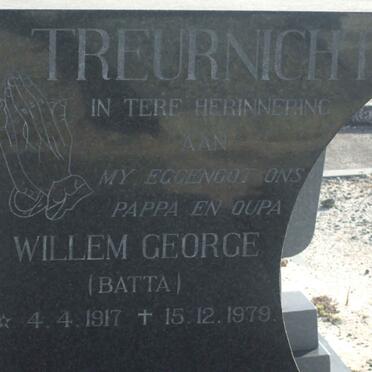 TREURNICHT
IN TERE HERINNERING
AAN
MY EGGENOOT ONS
PAPPA EN OUPA
WILLEM GEORGE
(BATTA)
☆ 4.4.1917 ✝ 15.12.1979.